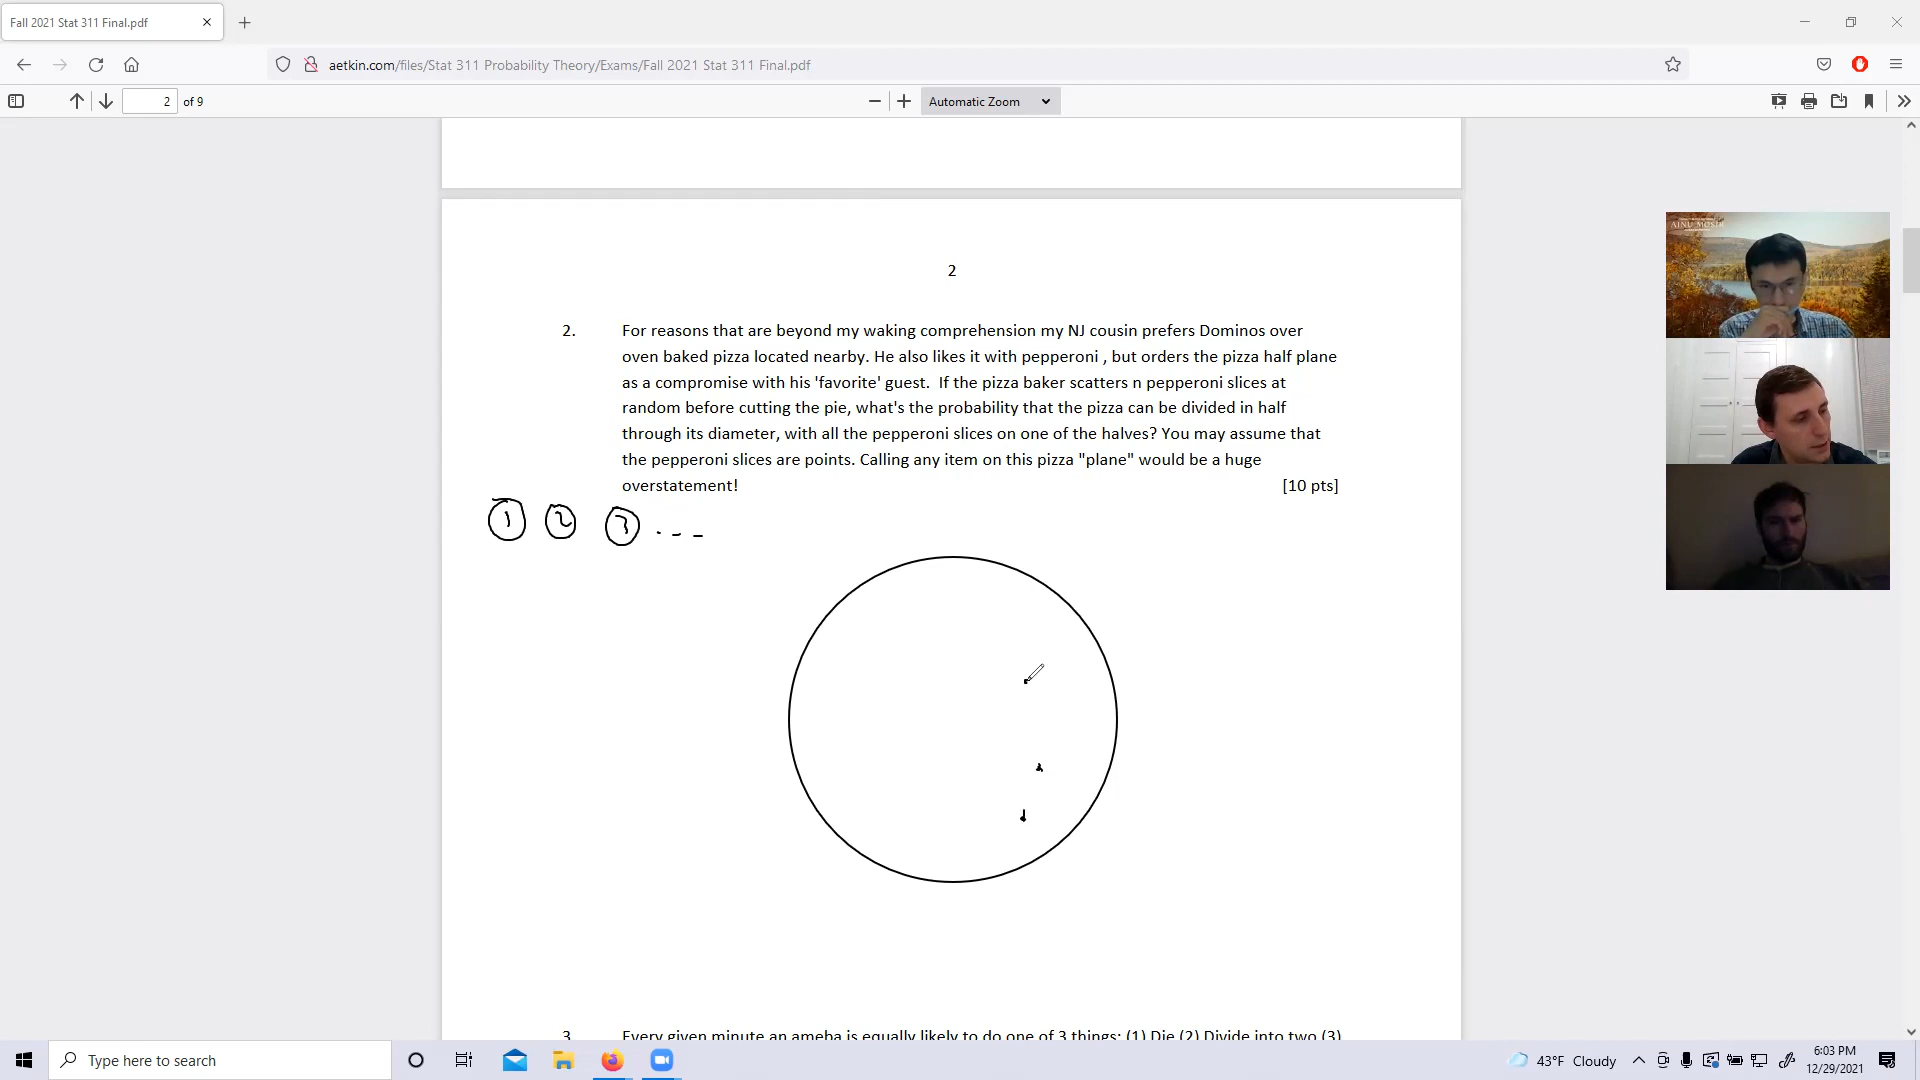 Fall 2021 Stat 311 Final.pdf
aetkin.com/files/Stat 311 Probability Theory/Exams/Fall 2021 Stat 311 Final.pdf
2 of 9
Automatic Zoom
2
2. For reasons that are beyond my waking comprehension my NJ cousin prefers Dominos over
oven baked pizza located nearby. He also likes it with pepperoni , but orders the pizza half plane
as a compromise with his 'favorite' guest. If the pizza baker scatters n pepperoni slices at
random before cutting the pie, what's the probability that the pizza can be divided in half
through its diameter, with all the pepperoni slices on one of the halves? You may assume that
the pepperoni slices are points. Calling any item on this pizza "plane" would be a huge
overstatement! [10 pts]
1 2 3 . . .
3. Every given minute an ameba is equally likely to do one of 3 things: (1) Die (2) Divide into two (3)
AINU MOSIR
Type here to search
43°F Cloudy
6:03 PM
12/29/2021